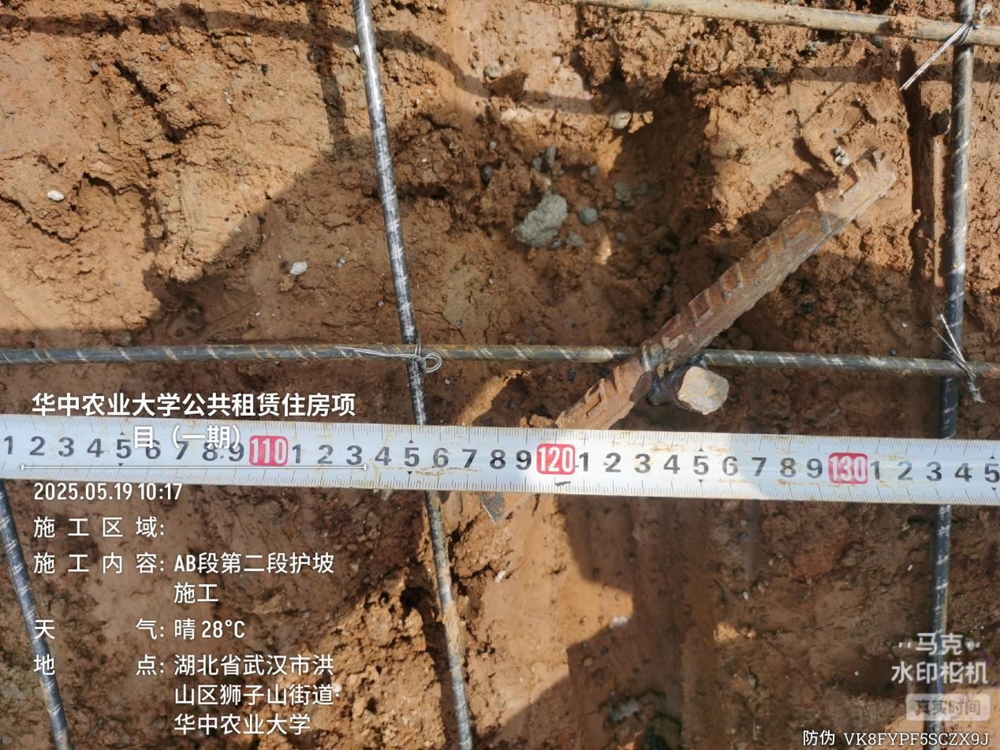 华中农业大学公共租赁住房项
目（一期）
1 2 3 4 5 6 7 8 9 110 1 2 3 4 5 6 7 8 9 120 1 2 3 4 5 6 7 8 9 130 1 2 3 4 5
2025.05.19 10:17
施工区域:
施工内容: AB段第二段护坡
施工
天气: 晴 28°C
地点: 湖北省武汉市洪
山区狮子山街道·
华中农业大学
马克
水印相机
真实时间
防伪 VK8FYPF5SCZX9J